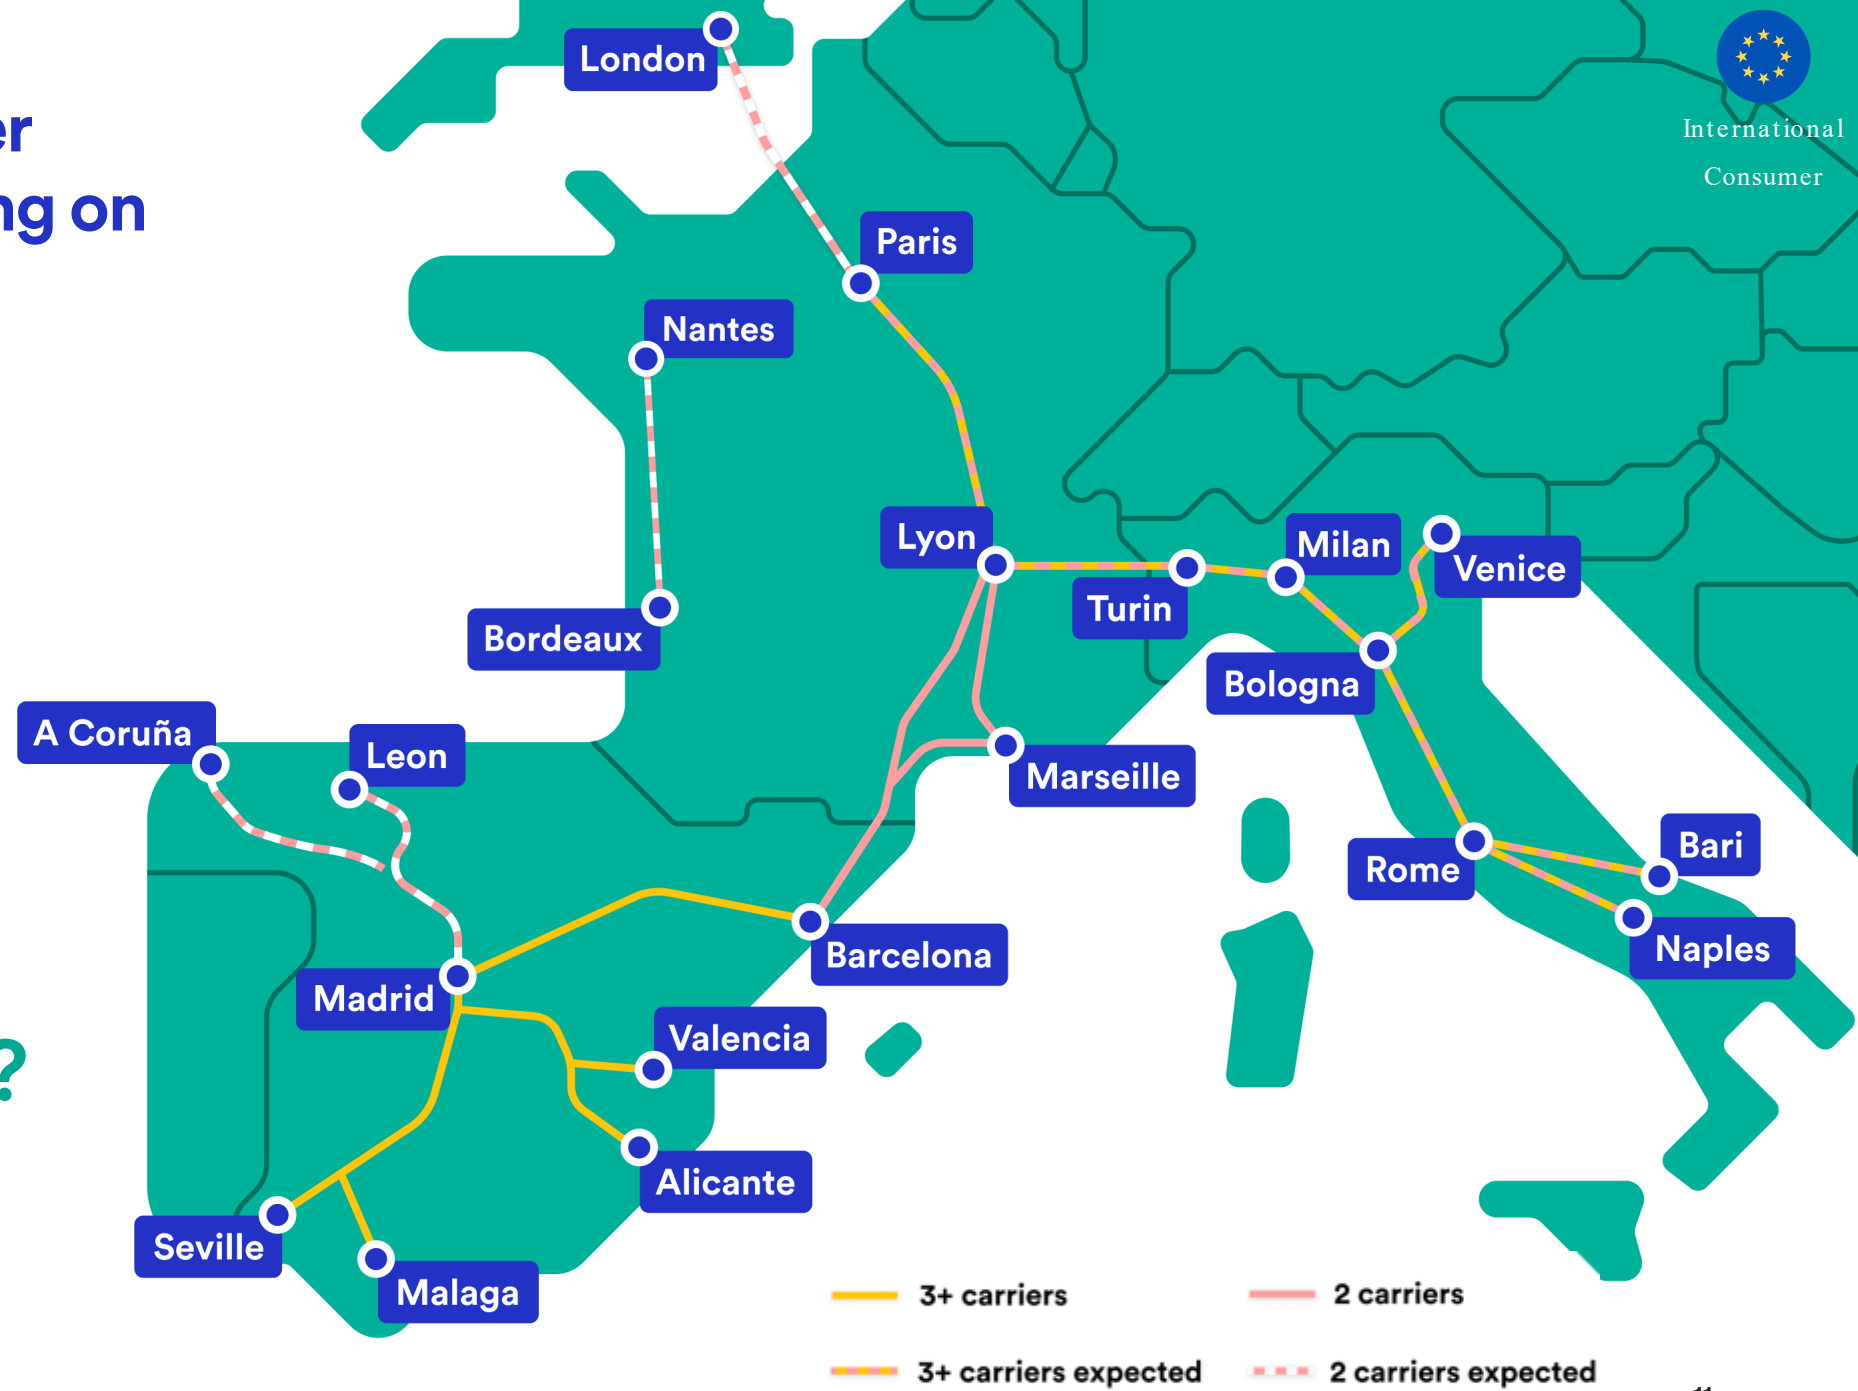 er
ng on
?
International
Consumer
London
Paris
Nantes
Lyon
Milan
Venice
Turin
Bordeaux
Bologna
A Coruña
Leon
Marseille
Bari
Rome
Naples
Barcelona
Madrid
Valencia
Alicante
Seville
Malaga
3+ carriers
2 carriers
3+ carriers expected
2 carriers expected